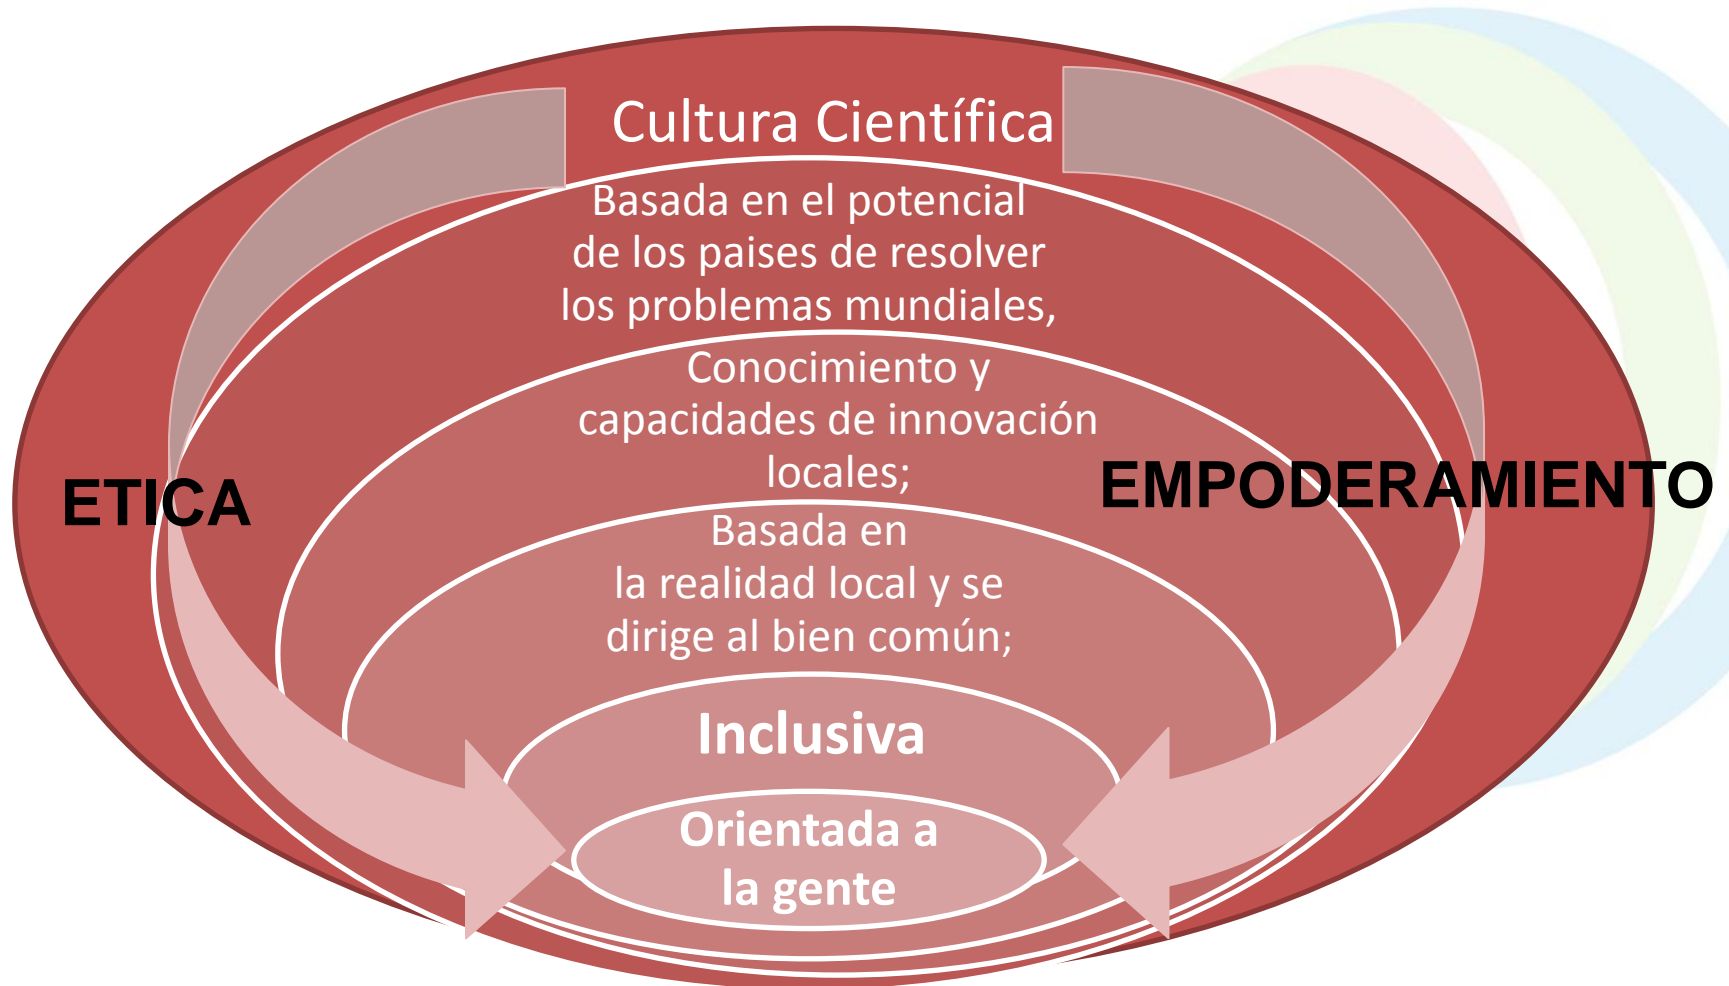 Cultura Científica
Basada en el potencial
de los paises de resolver
los problemas mundiales,
Conocimiento y
capacidades de innovación
locales;
ETICA
EMPODERAMIENTO
Basada en
la realidad local y se
dirige al bien común;
Inclusiva
Orientada a
la gente